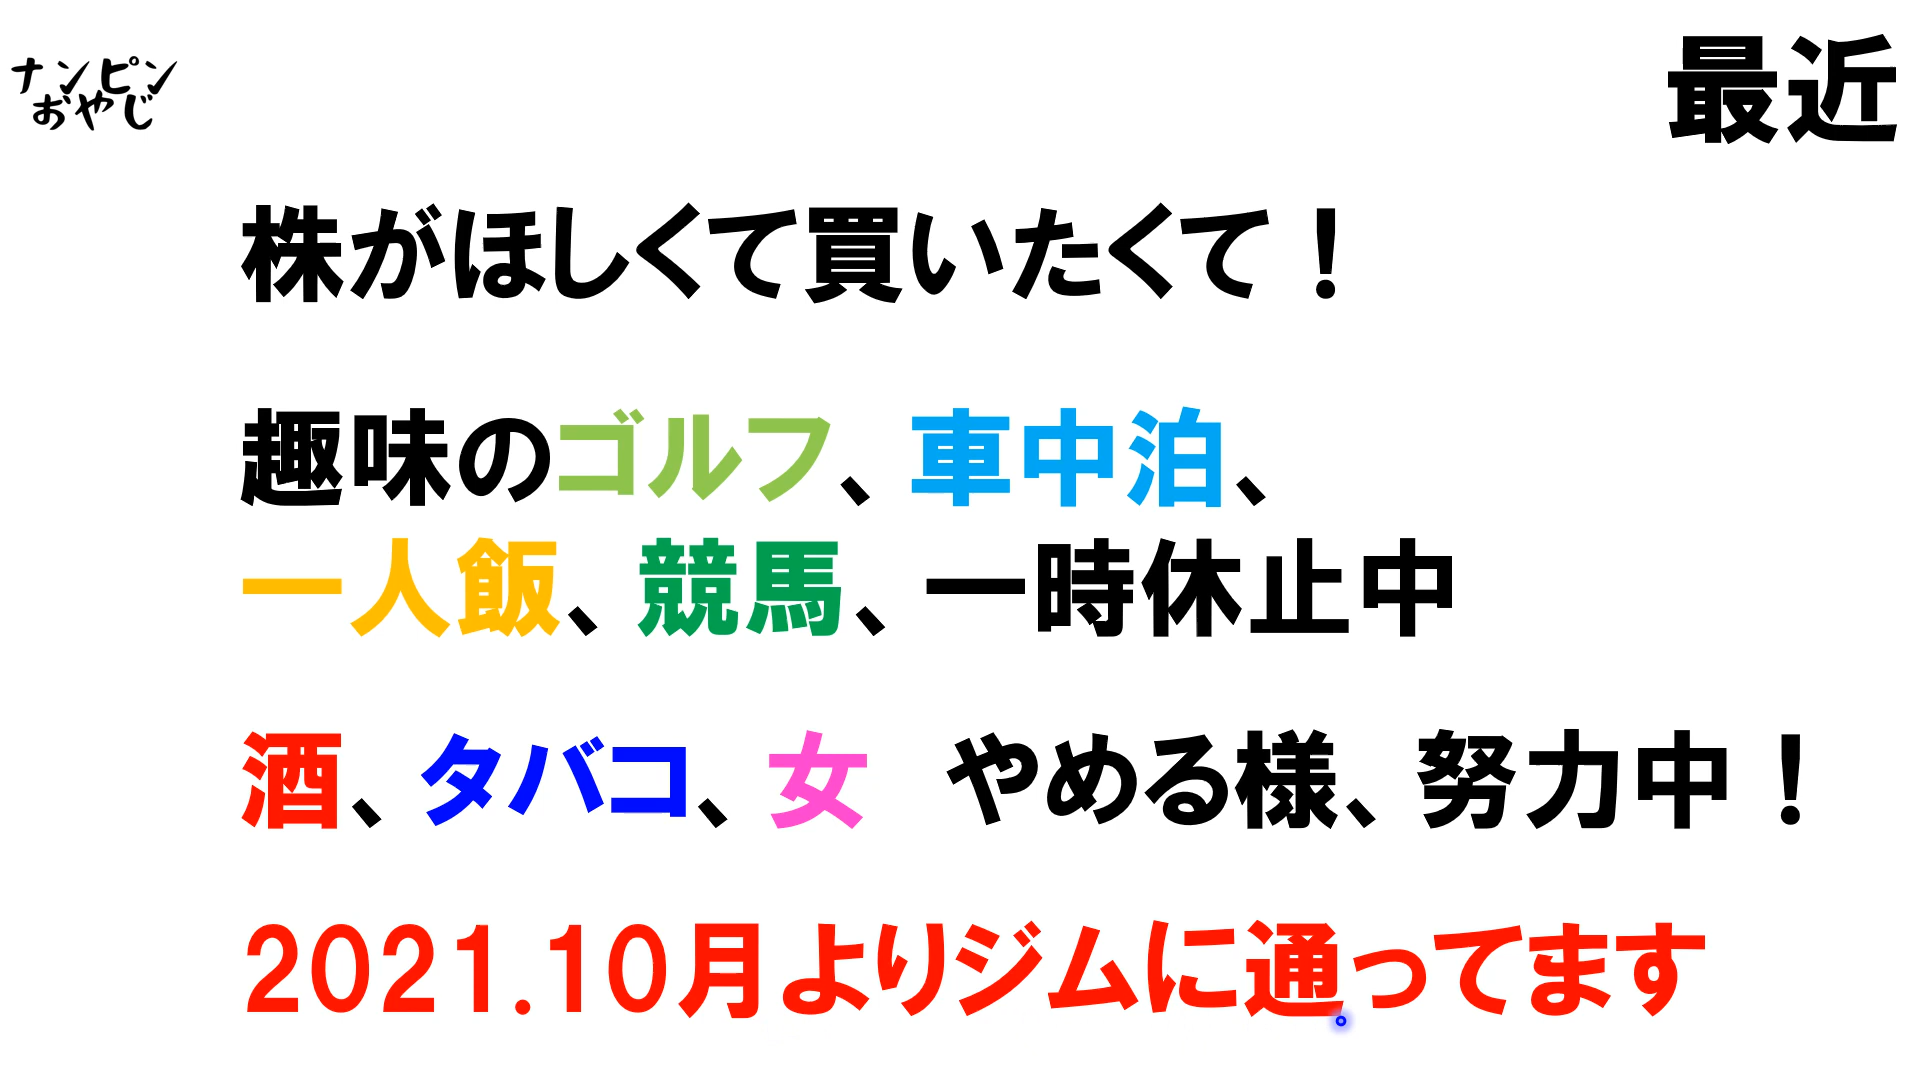 ナンピン
おやじ
最近
株がほしくて買いたくて！
趣味のゴルフ、車中泊、
一人飯、競馬、一時休止中
酒、タバコ、女　やめる様、努力中！
2021.10月よりジムに通ってます